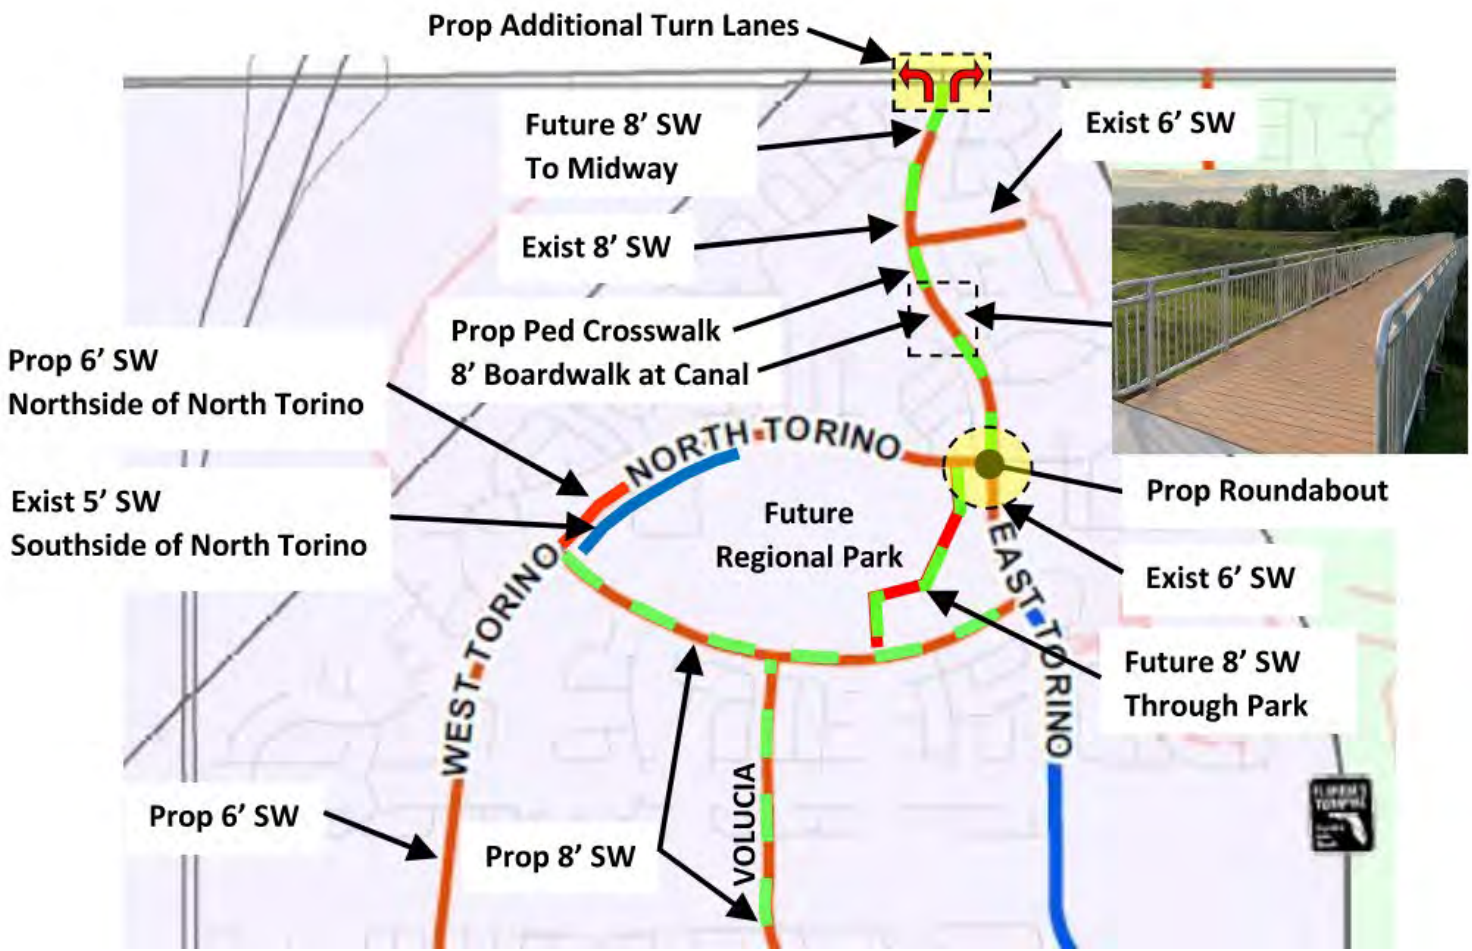 Prop Additional Turn Lanes
Future 8’ SW
To Midway
Exist 6’ SW
Exist 8’ SW
Prop Ped Crosswalk
8’ Boardwalk at Canal
Prop 6’ SW
Northside of North Torino
NORTH TORINO
Exist 5’ SW
Southside of North Torino
Future
Regional Park
Prop Roundabout
EAST TORINO
Exist 6’ SW
WEST TORINO
Future 8’ SW
Through Park
Prop 6’ SW
Prop 8’ SW
VOLUCIA
FLORIDA'S
TURNPIKE